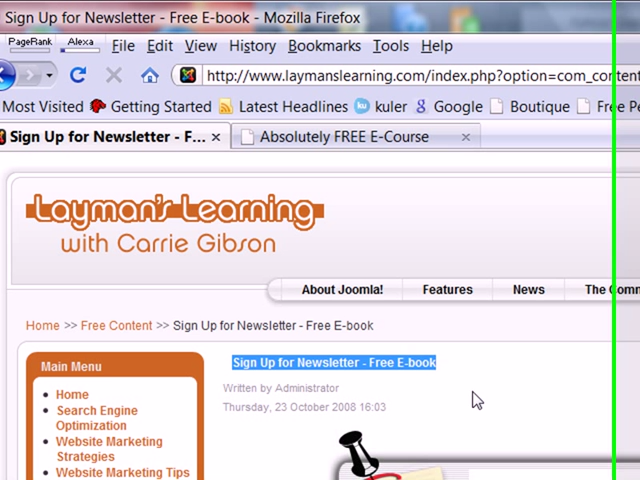 Sign Up for Newsletter - Free E-book - Mozilla Firefox
PageRank Alexa File Edit View History Bookmarks Tools Help
http://www.laymanslearning.com/index.php?option=com_content
Most Visited Getting Started Latest Headlines kuler Google Boutique Free
Sign Up for Newsletter - F... Absolutely FREE E-Course
Layman's Learning
with Carrie Gibson
About Joomla! Features News The
Home >> Free Content >> Sign Up for Newsletter - Free E-book
Main Menu
Sign Up for Newsletter - Free E-book
Written by Administrator
Thursday, 23 October 2008 16:03
Home
Search Engine
Optimization
Website Marketing
Strategies
Website Marketing Tips